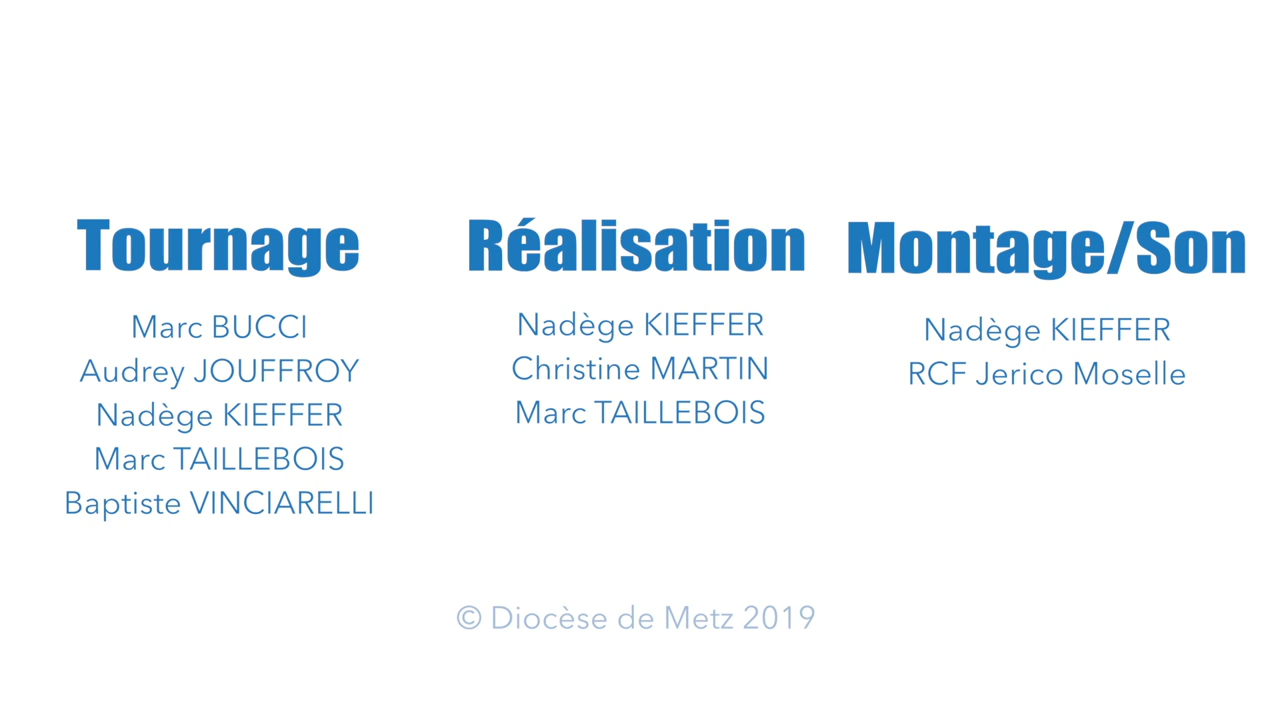 Tournage
Marc BUCCI
Audrey JOUFFROY
Nadège KIEFFER
Marc TAILLEBOIS
Baptiste VINCIARELLI
Réalisation
Nadège KIEFFER
Christine MARTIN
Marc TAILLEBOIS
Montage/Son
Nadège KIEFFER
RCF Jerico Moselle
© Diocèse de Metz 2019